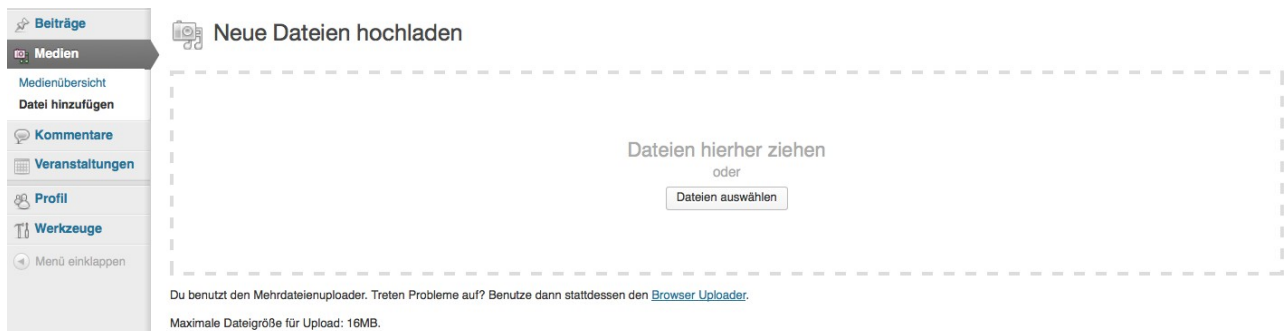 Beiträge
Medien
Medienübersicht
Datei hinzufügen
Kommentare
Veranstaltungen
Profil
Werkzeuge
Menü einklappen
Neue Dateien hochladen
Dateien hierher ziehen
oder
Dateien auswählen
Du benutzt den Mehrdateienuploader. Treten Probleme auf? Benutze dann stattdessen den Browser Uploader.
Maximale Dateigröße für Upload: 16MB.